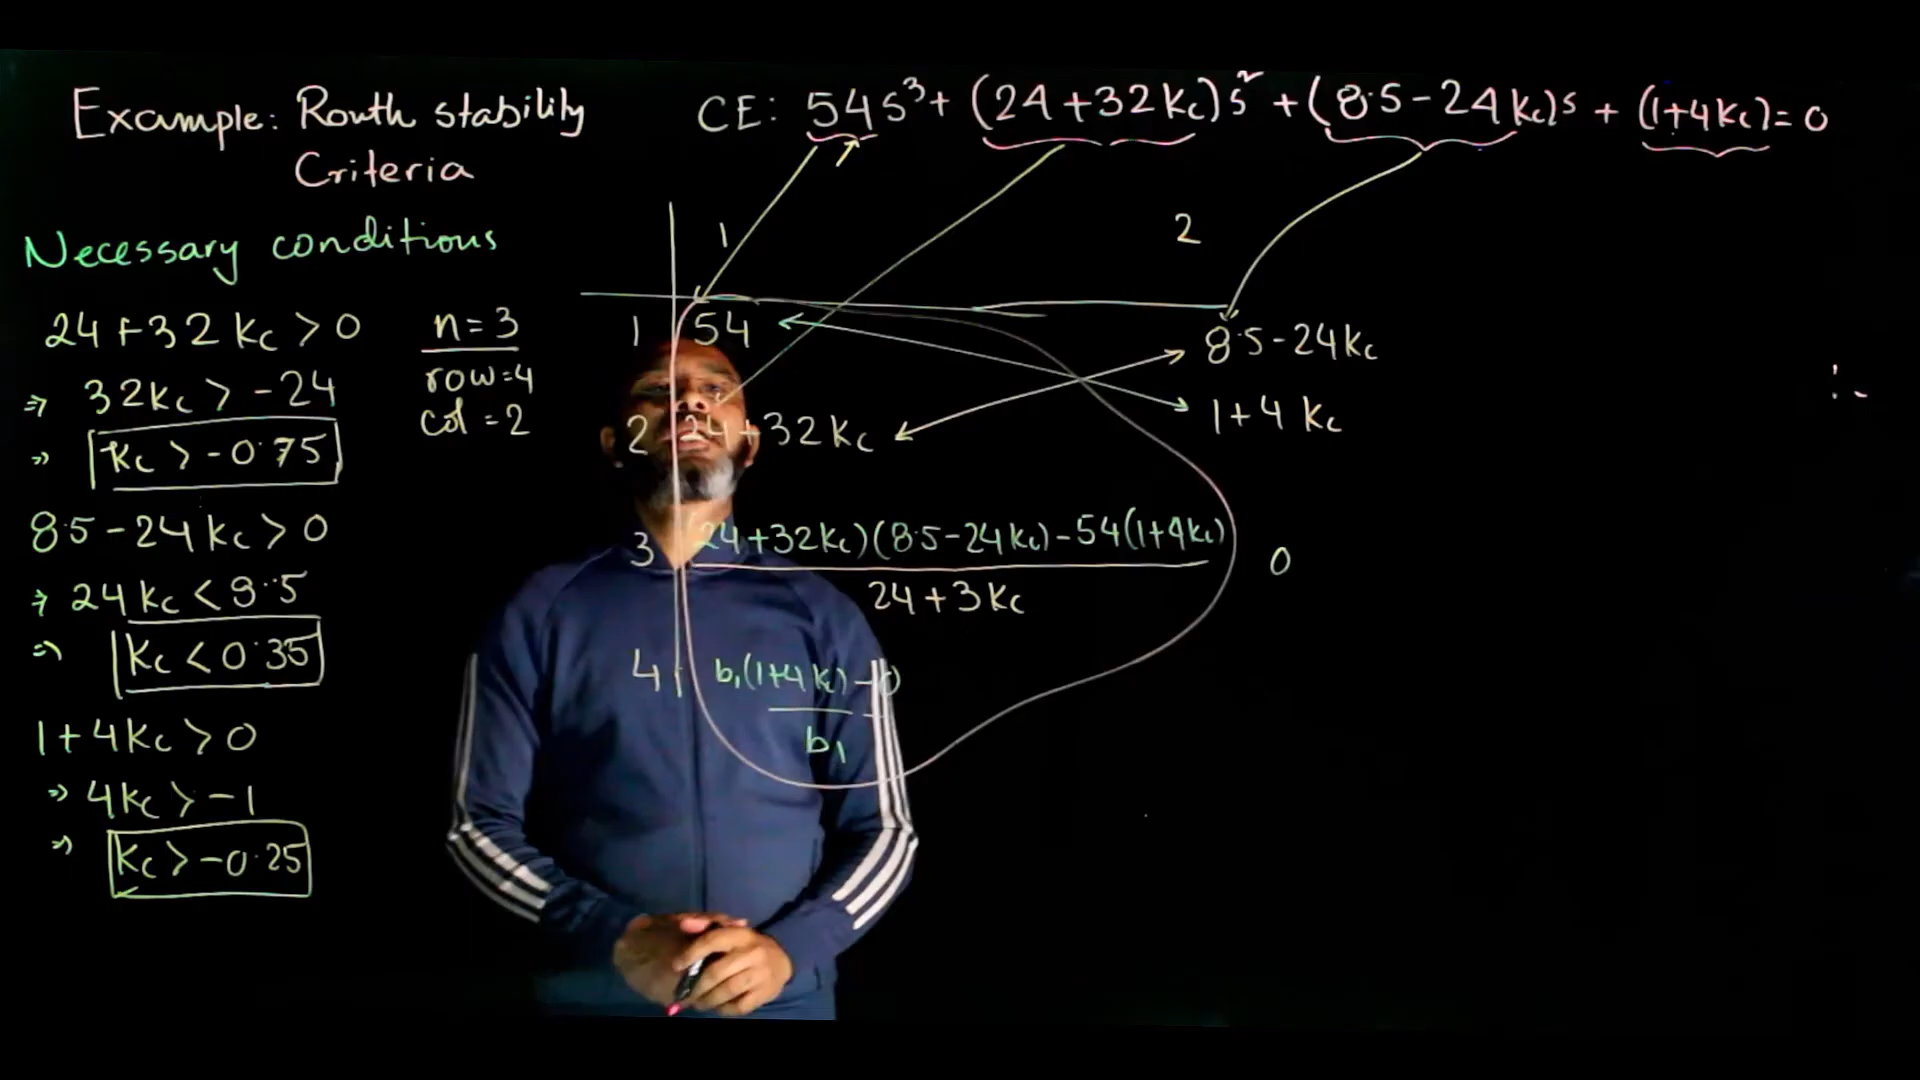 Example: Routh stability
Criteria
CE: 54s³ + (24+32Kc)s² + (8.5-24Kc)s + (1+4Kc) = 0
Necessary conditions
24+32Kc > 0
⇒ 32Kc > -24
⇒ Kc > -0.75
8.5-24Kc > 0
⇒ 24Kc < 8.5
⇒ Kc < 0.35
1+4Kc > 0
⇒ 4Kc > -1
⇒ Kc > -0.25
n=3
row=4
col=2
1 2
1 54 8.5-24Kc
2 24+32Kc 1+4Kc
3 (24+32Kc)(8.5-24Kc)-54(1+4Kc) 0
24+3Kc
4 b₁(1+4Kc)-0
b₁